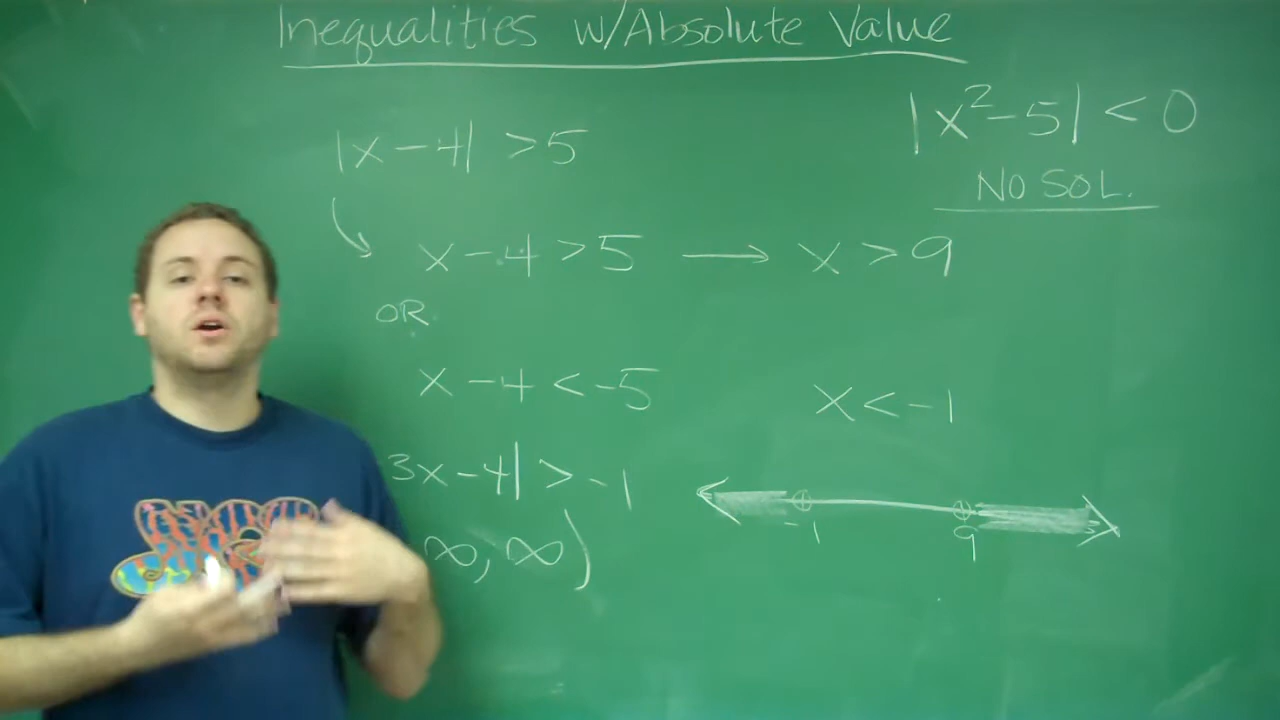 Inequalities w/Absolute Value
|x - 4| > 5
|x² - 5| < 0
NO SOL.
x - 4 > 5 → x > 9
OR
x - 4 < -5
x < -1
3x - 4| > -1
∞, ∞)
-1
9